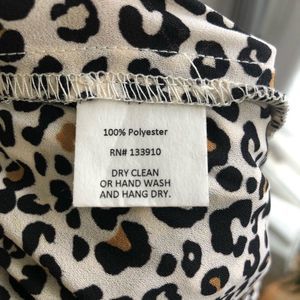 100% Polyester
RN# 133910
DRY CLEAN
OR HAND WASH
AND HANG DRY.